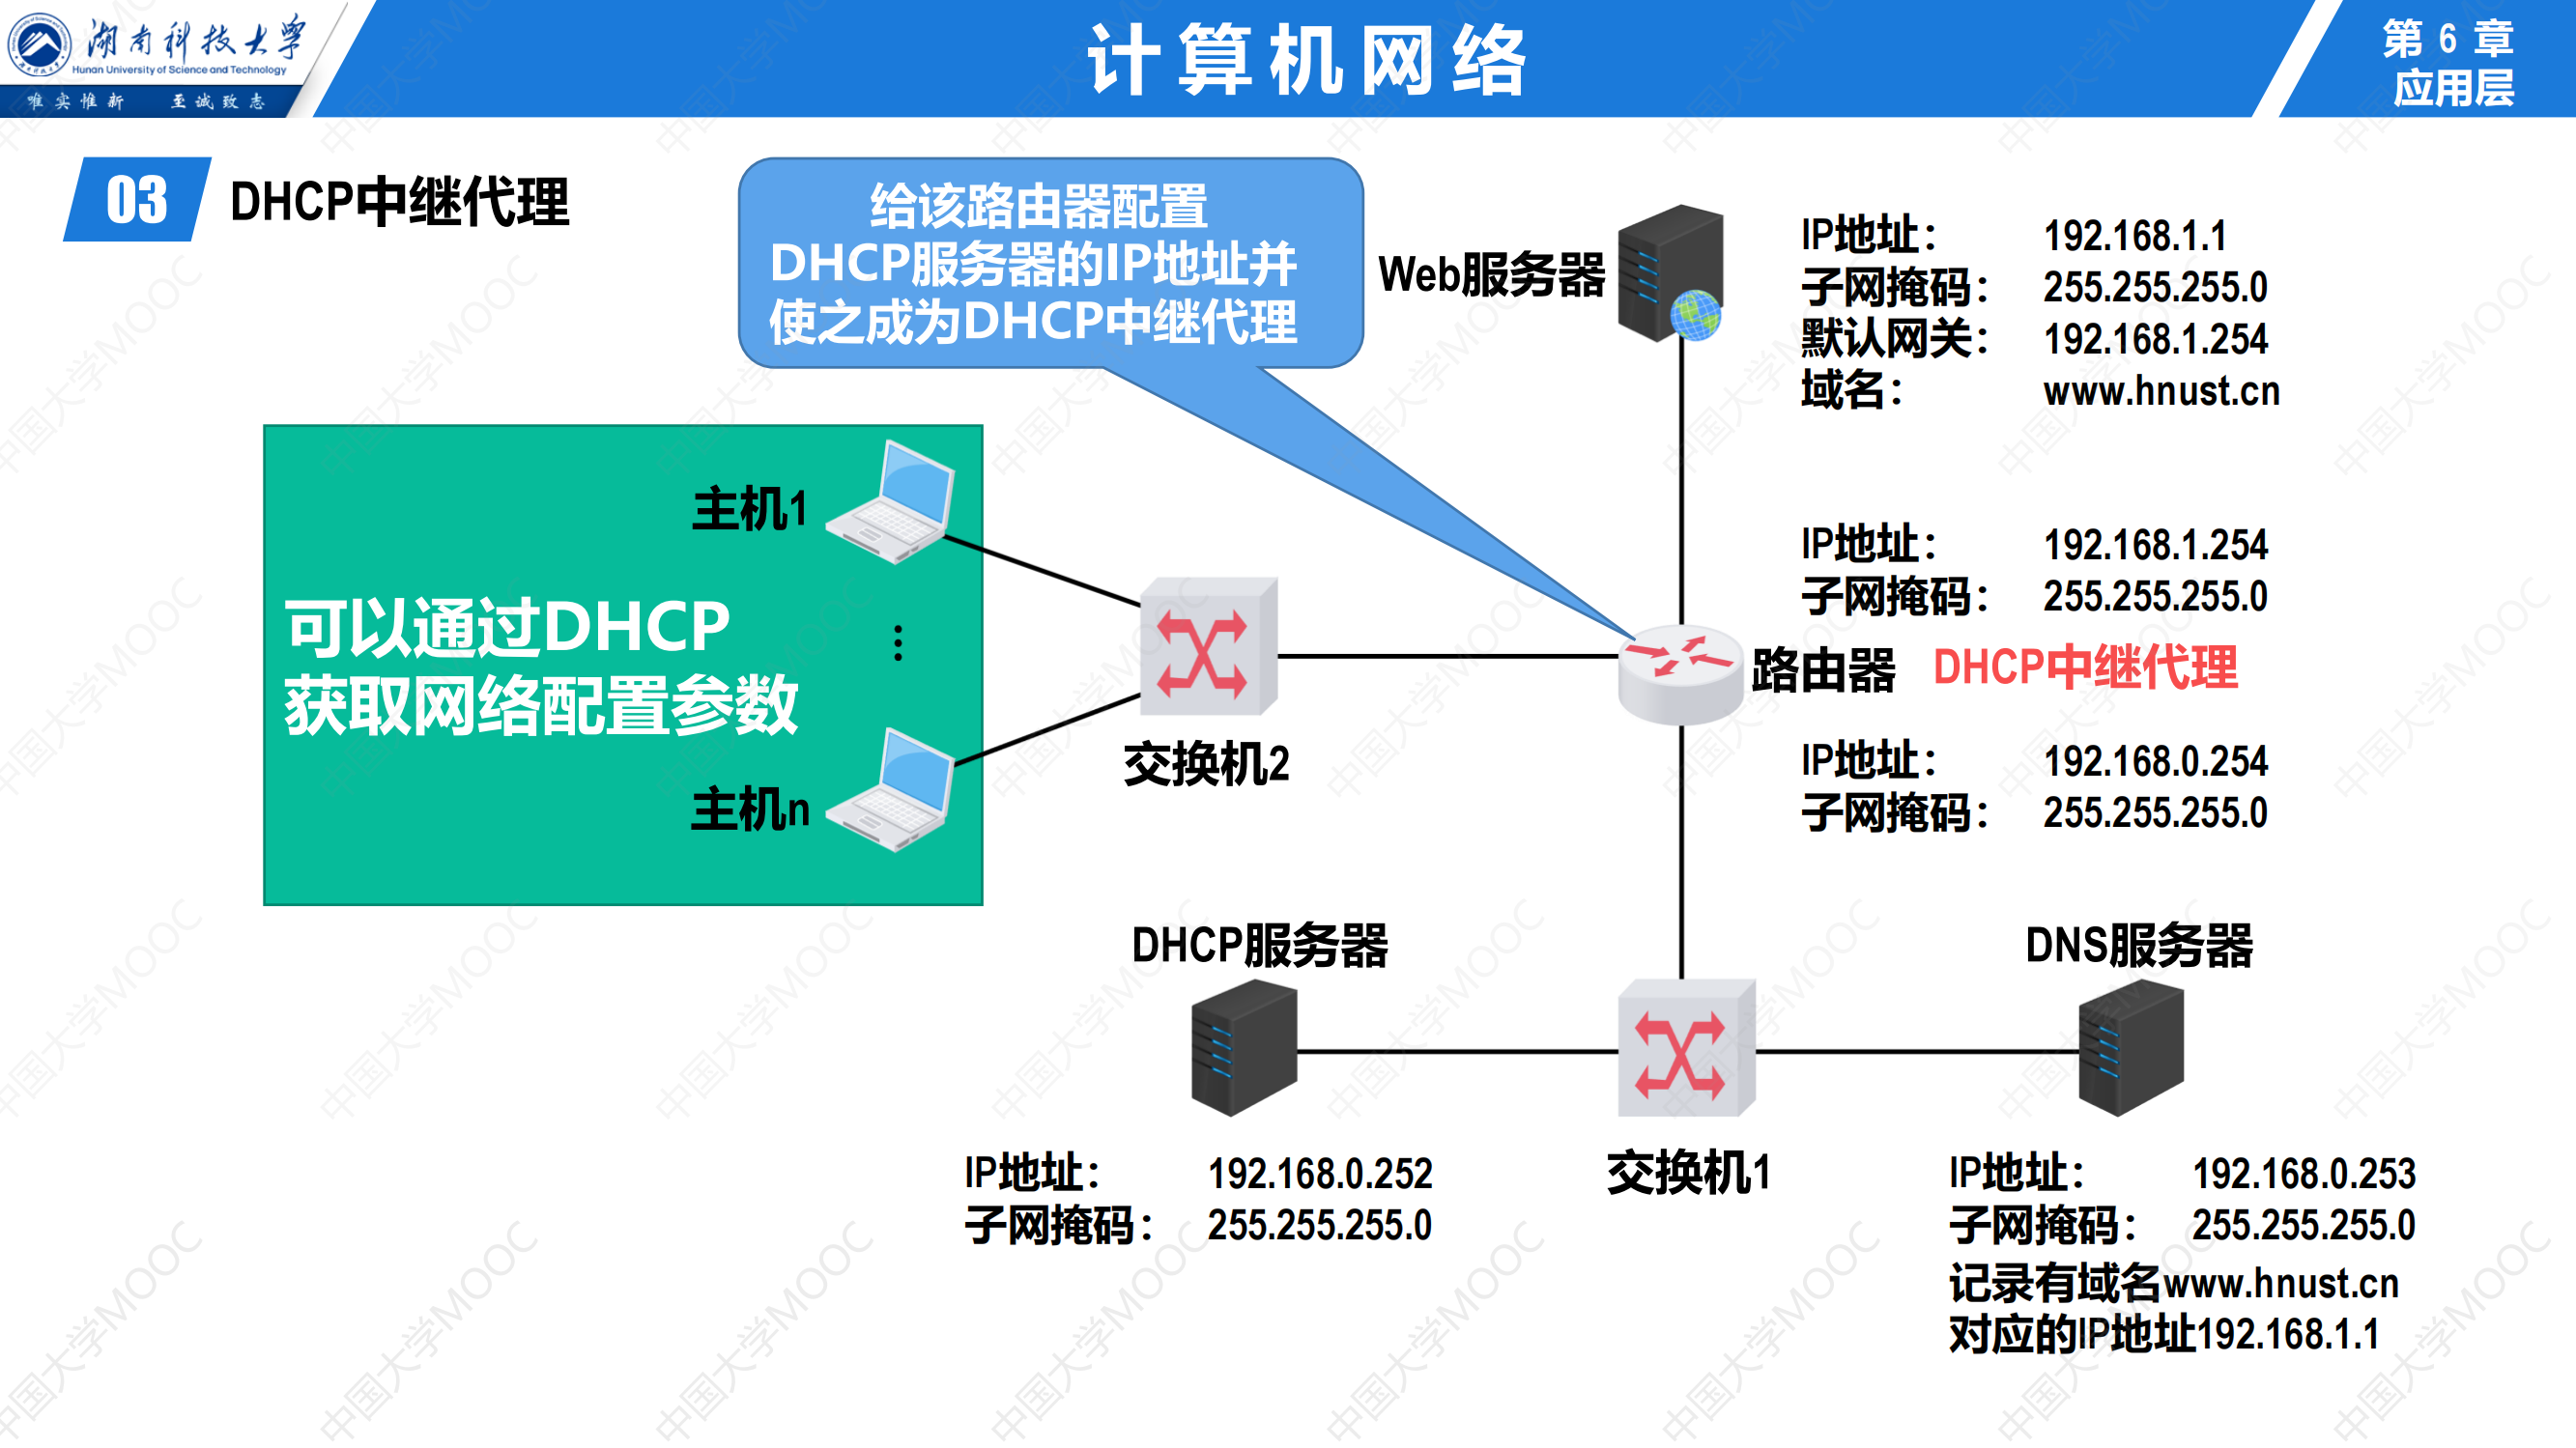 湖南科技大学
Hunan University of Science and Technology
唯实惟新 至诚致志
计算机网络
第 6 章
应用层
03 DHCP中继代理
给该路由器配置
DHCP服务器的IP地址并
使之成为DHCP中继代理
Web服务器
IP地址： 192.168.1.1
子网掩码： 255.255.255.0
默认网关： 192.168.1.254
域名： www.hnust.cn
主机1
可以通过DHCP
获取网络配置参数
⋮
主机n
交换机2
IP地址： 192.168.1.254
子网掩码： 255.255.255.0
路由器 DHCP中继代理
IP地址： 192.168.0.254
子网掩码： 255.255.255.0
DHCP服务器
IP地址： 192.168.0.252
子网掩码： 255.255.255.0
交换机1
DNS服务器
IP地址： 192.168.0.253
子网掩码： 255.255.255.0
记录有域名www.hnust.cn
对应的IP地址192.168.1.1
中国大学MOOC